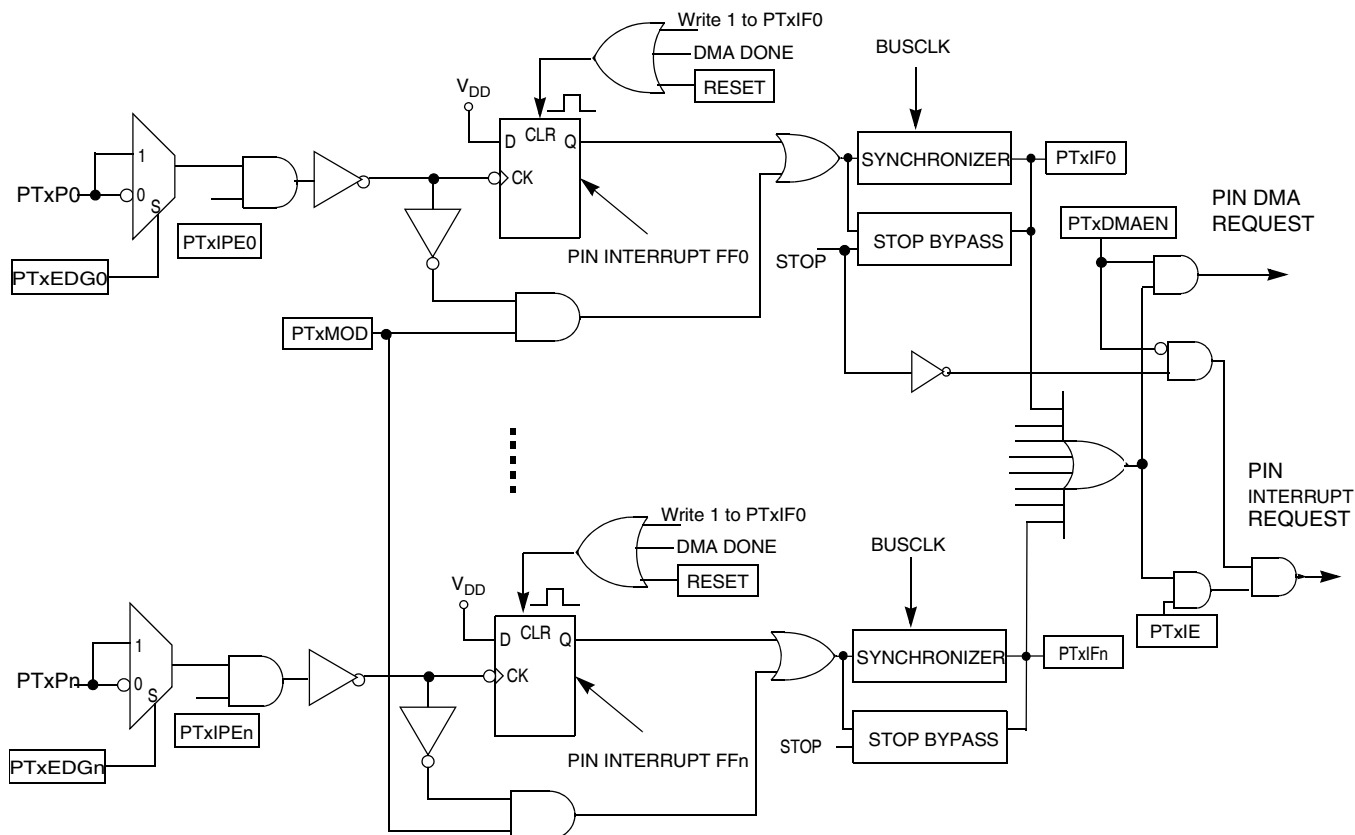 Write 1 to PTxIF0
DMA DONE
RESET
BUSCLK
VDD
D CLR Q
CK
1
0
S
PTxP0
PTxIPE0
PTxEDG0
PIN INTERRUPT FF0
SYNCHRONIZER
PTxIF0
STOP BYPASS
STOP
PTxDMAEN
PIN DMA
REQUEST
PTxMOD
PIN
INTERRUPT
REQUEST
Write 1 to PTxIF0
DMA DONE
RESET
BUSCLK
VDD
D CLR Q
CK
1
0
S
PTxPn
PTxIPEn
PTxEDGn
PIN INTERRUPT FFn
SYNCHRONIZER
PTxIFn
STOP BYPASS
STOP
PTxIE